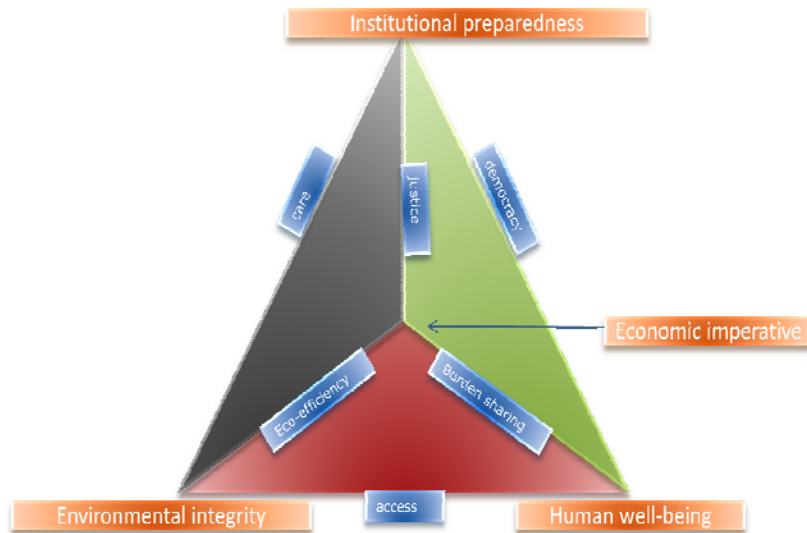 Institutional preparedness
care
justice
democracy
Economic imperative
Eco-efficiency
Burden sharing
Environmental integrity
access
Human well-being